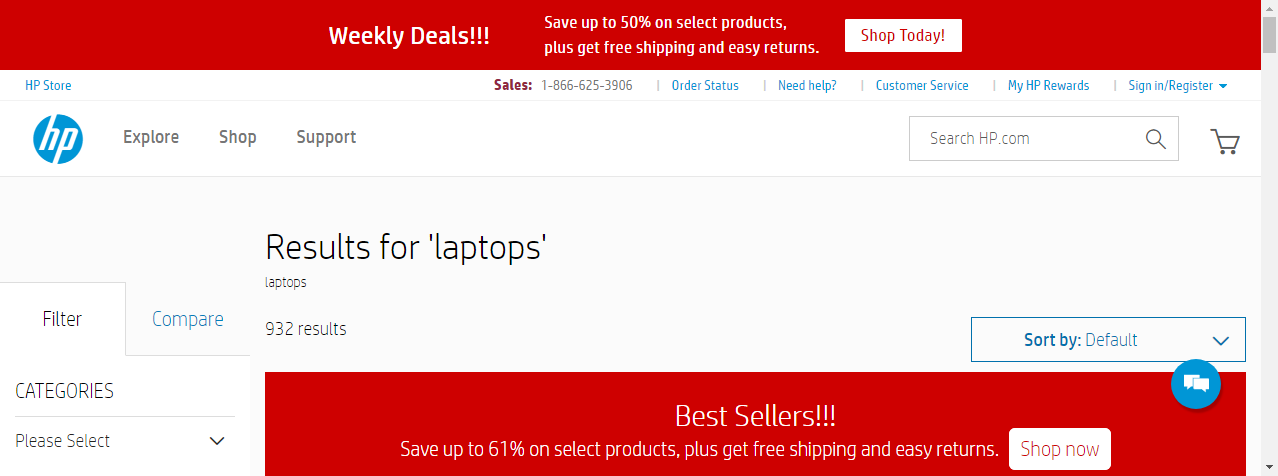 Weekly Deals!!!
Save up to 50% on select products,
plus get free shipping and easy returns.
Shop Today!
HP Store
Sales: 1-866-625-3906 | Order Status | Need help? | Customer Service | My HP Rewards | Sign in/Register
hp
Explore Shop Support
Search HP.com
Results for 'laptops'
laptops
Filter
Compare
932 results
Sort by: Default
CATEGORIES
Please Select
Best Sellers!!!
Save up to 61% on select products, plus get free shipping and easy returns.
Shop now